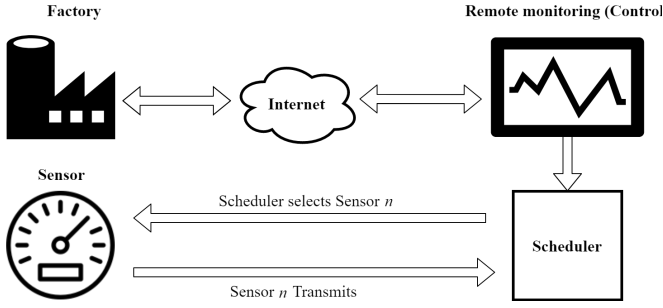 Factory
Remote monitoring (Control
Internet
Sensor
Scheduler selects Sensor n
Scheduler
Sensor n Transmits